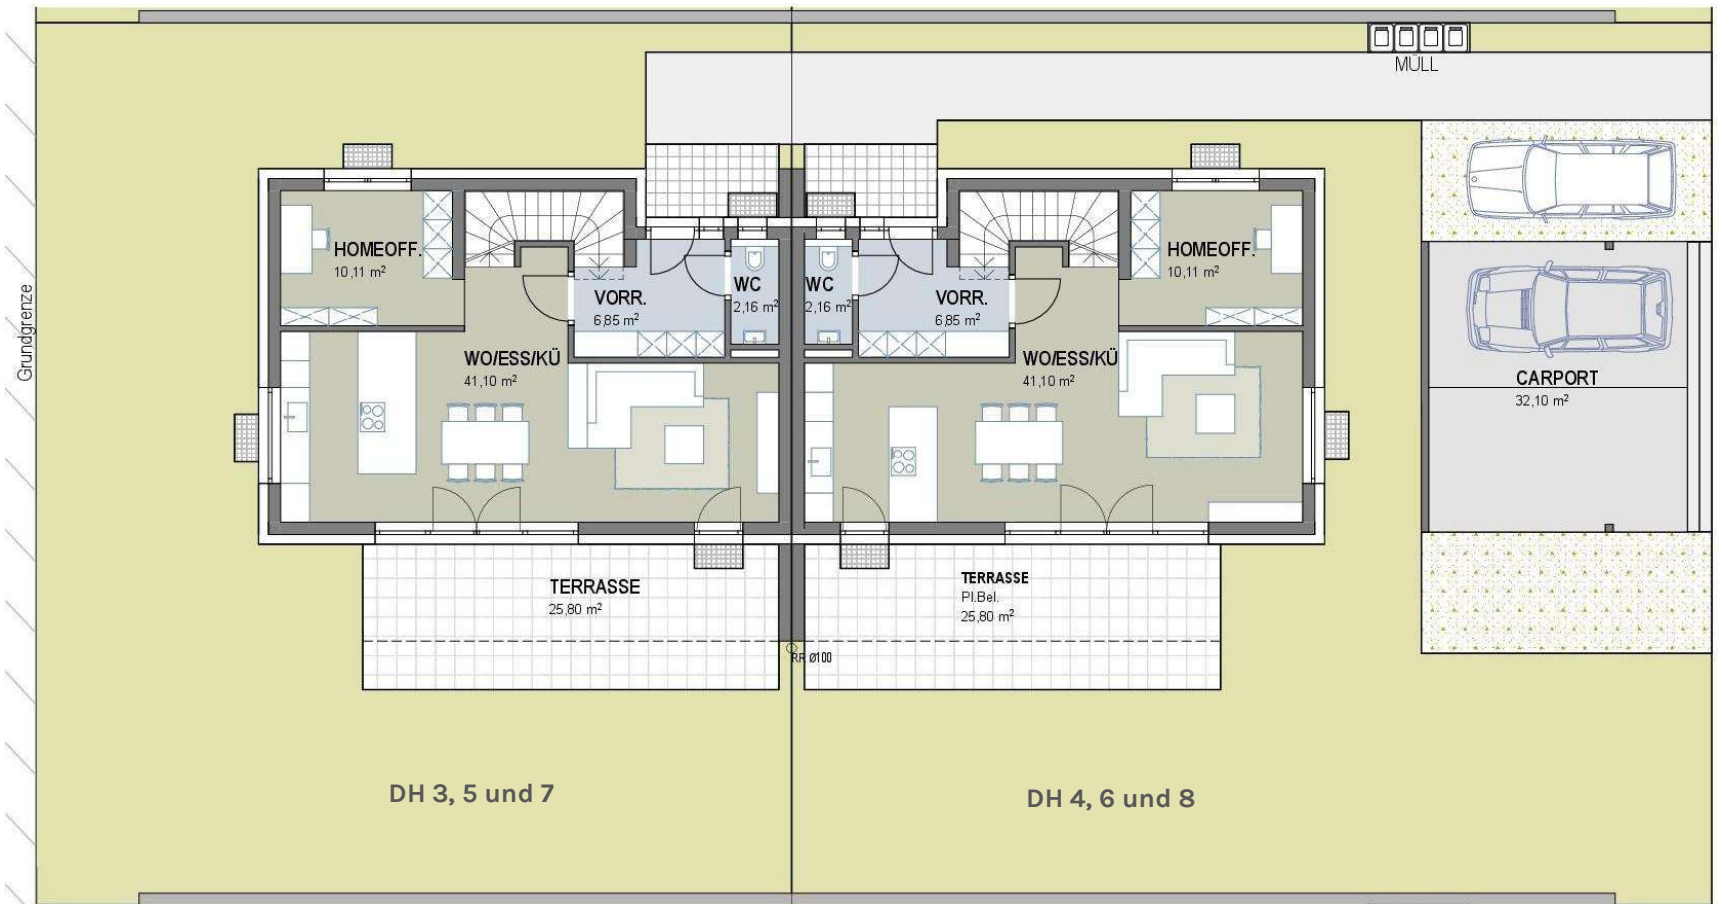 MÜLL
Grundgrenze
HOMEOFF.
10,11 m²
VORR.
6,85 m²
WC
2,16 m²
WO/ESS/KÜ
41,10 m²
TERRASSE
25,80 m²
WC
2,16 m²
VORR.
6,85 m²
HOMEOFF.
10,11 m²
WO/ESS/KÜ
41,10 m²
TERRASSE
Pl.Bel.
25,80 m²
RR Ø100
CARPORT
32,10 m²
DH 3, 5 und 7
DH 4, 6 und 8